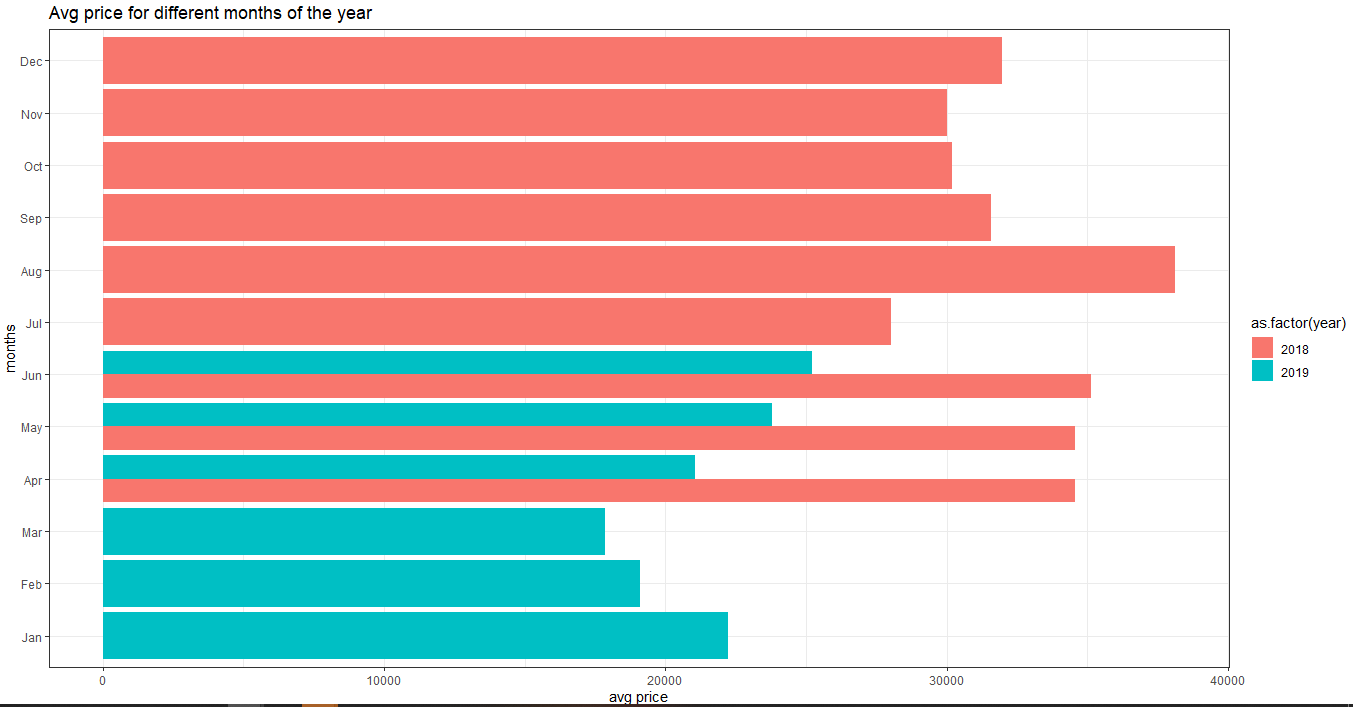 Avg price for different months of the year
Dec
Nov
Oct
Sep
Aug
Jul
Jun
May
Apr
Mar
Feb
Jan
months
0 10000 20000 30000 40000
avg price
as.factor(year)
2018
2019